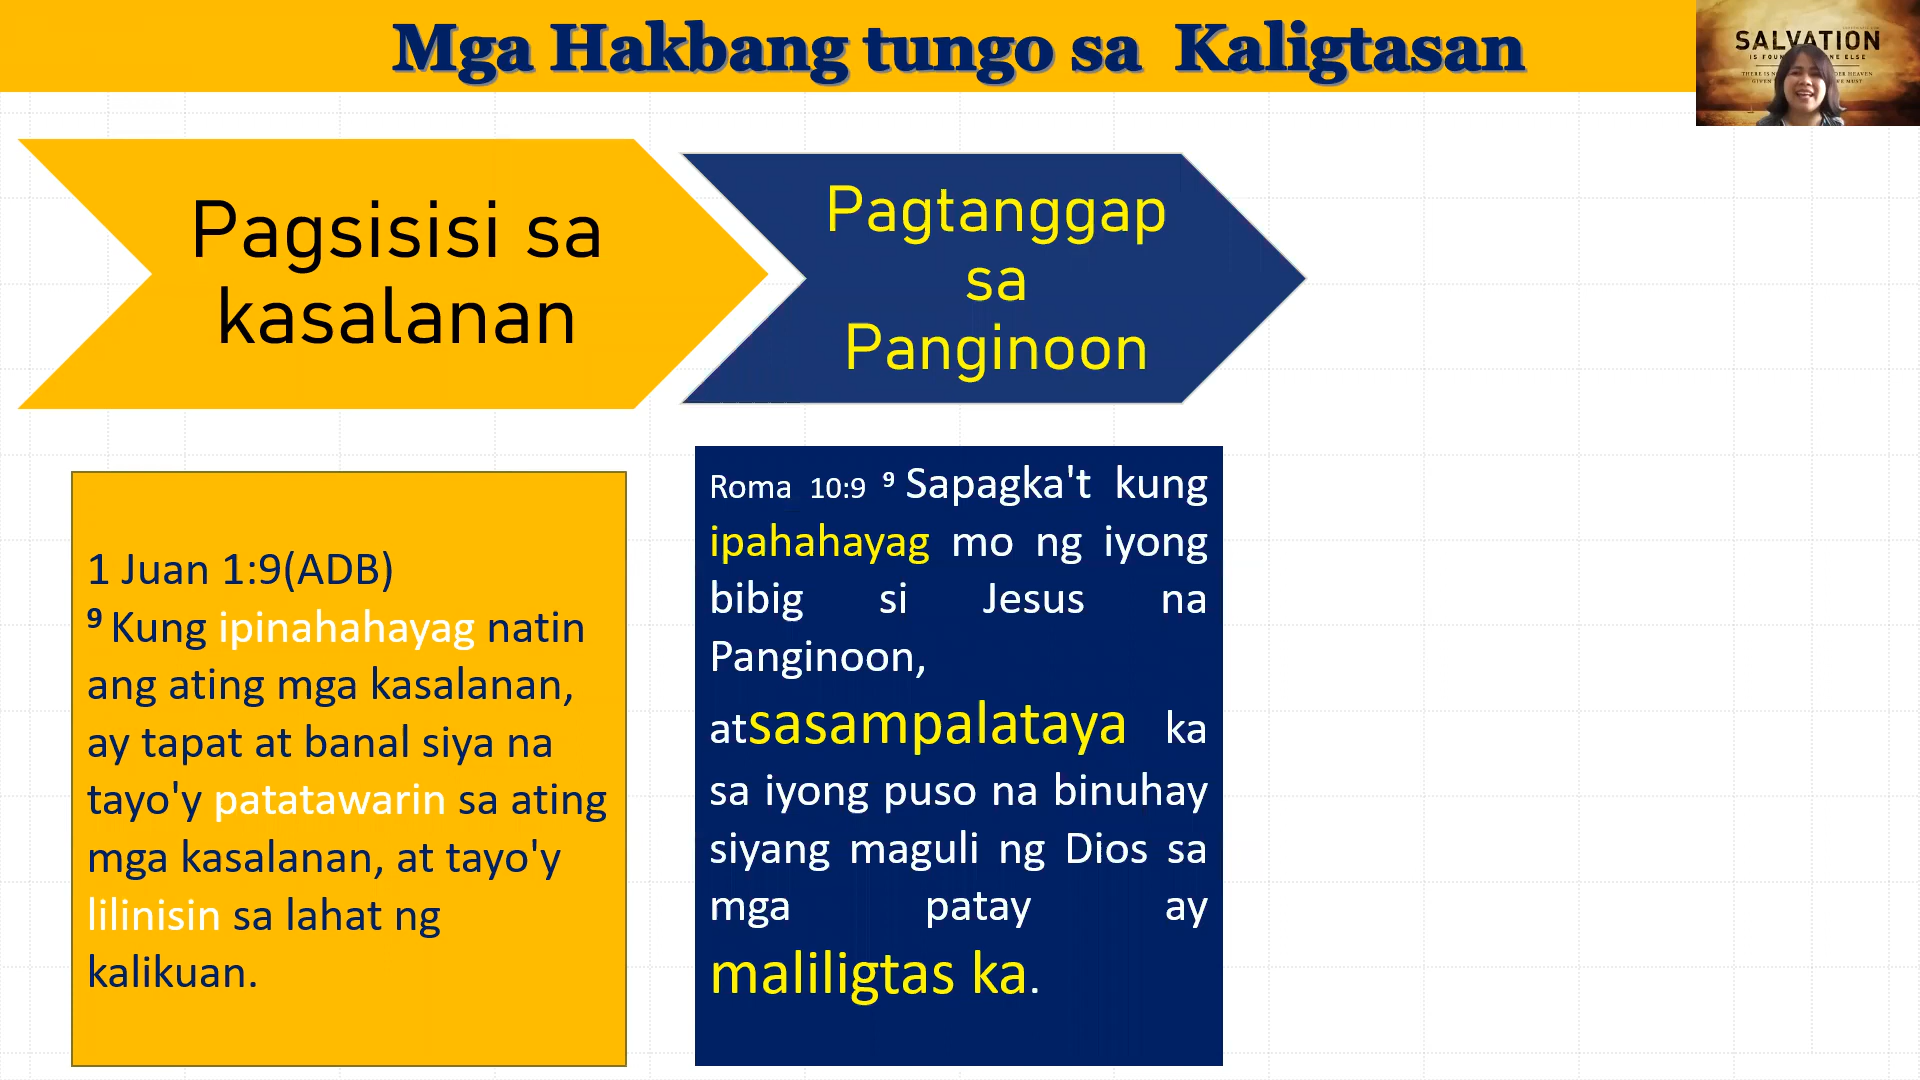 Mga Hakbang tungo sa Kaligtasan
SALVATION
Pagsisisi sa
kasalanan
Pagtanggap
sa
Panginoon
1 Juan 1:9(ADB)
9 Kung ipinahahayag natin
ang ating mga kasalanan,
ay tapat at banal siya na
tayo'y patatawarin sa ating
mga kasalanan, at tayo'y
lilinisin sa lahat ng
kalikuan.
Roma 10:9 9 Sapagka't kung
ipahahayag mo ng iyong
bibig si Jesus na
Panginoon,
atsasampalataya ka
sa iyong puso na binuhay
siyang maguli ng Dios sa
mga patay ay
maliligtas ka.